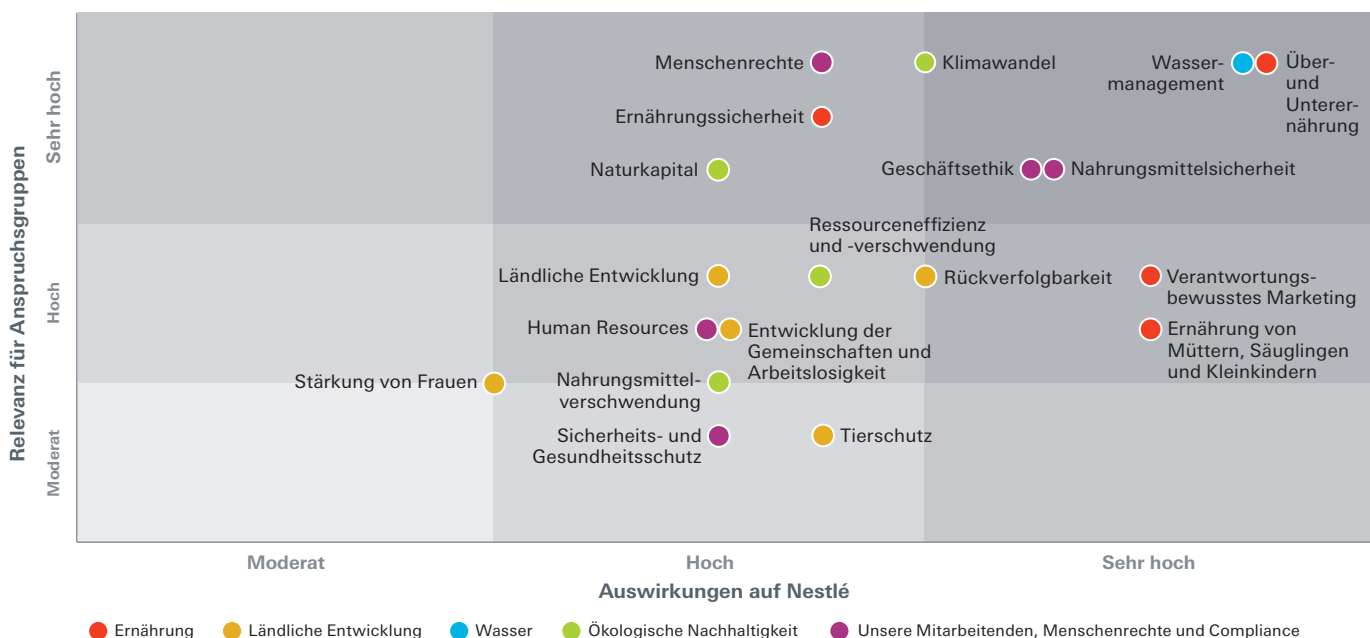 Relevanz für Anspruchsgruppen
Sehr hoch
Hoch
Moderat
Menschenrechte
Klimawandel
Wasser-
management
Über-
und
Unterer-
nährung
Ernährungssicherheit
Naturkapital
Geschäftsethik
Nahrungsmittelsicherheit
Ressourceneffizienz
und -verschwendung
Ländliche Entwicklung
Rückverfolgbarkeit
Verantwortungs-
bewusstes Marketing
Human Resources
Entwicklung der
Gemeinschaften und
Arbeitslosigkeit
Ernährung von
Müttern, Säuglingen
und Kleinkindern
Stärkung von Frauen
Nahrungsmittel-
verschwendung
Sicherheits- und
Gesundheitsschutz
Tierschutz
Moderat
Hoch
Sehr hoch
Auswirkungen auf Nestlé
Ernährung
Ländliche Entwicklung
Wasser
Ökologische Nachhaltigkeit
Unsere Mitarbeitenden, Menschenrechte und Compliance